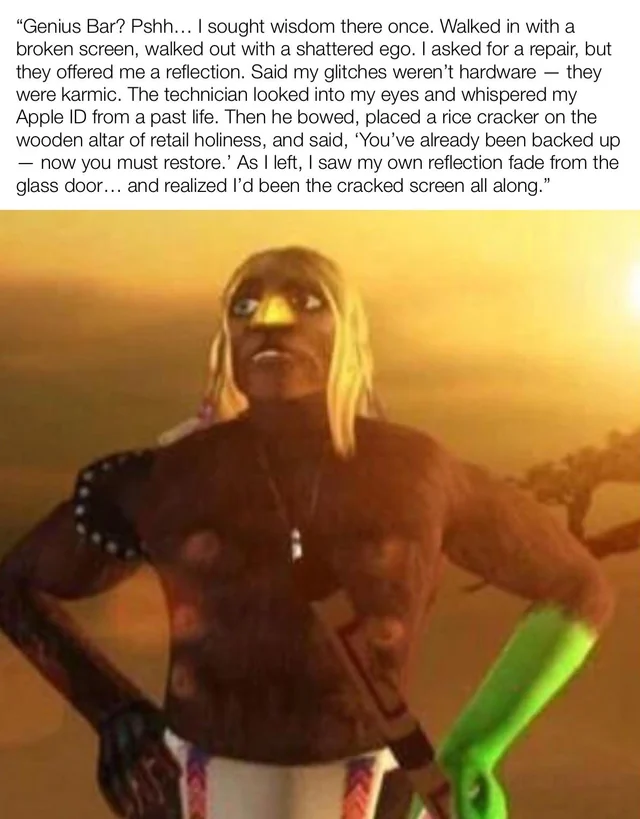 “Genius Bar? Pshh… I sought wisdom there once. Walked in with a
broken screen, walked out with a shattered ego. I asked for a repair, but
they offered me a reflection. Said my glitches weren’t hardware — they
were karmic. The technician looked into my eyes and whispered my
Apple ID from a past life. Then he bowed, placed a rice cracker on the
wooden altar of retail holiness, and said, ‘You’ve already been backed up
— now you must restore.’ As I left, I saw my own reflection fade from the
glass door… and realized I’d been the cracked screen all along.”